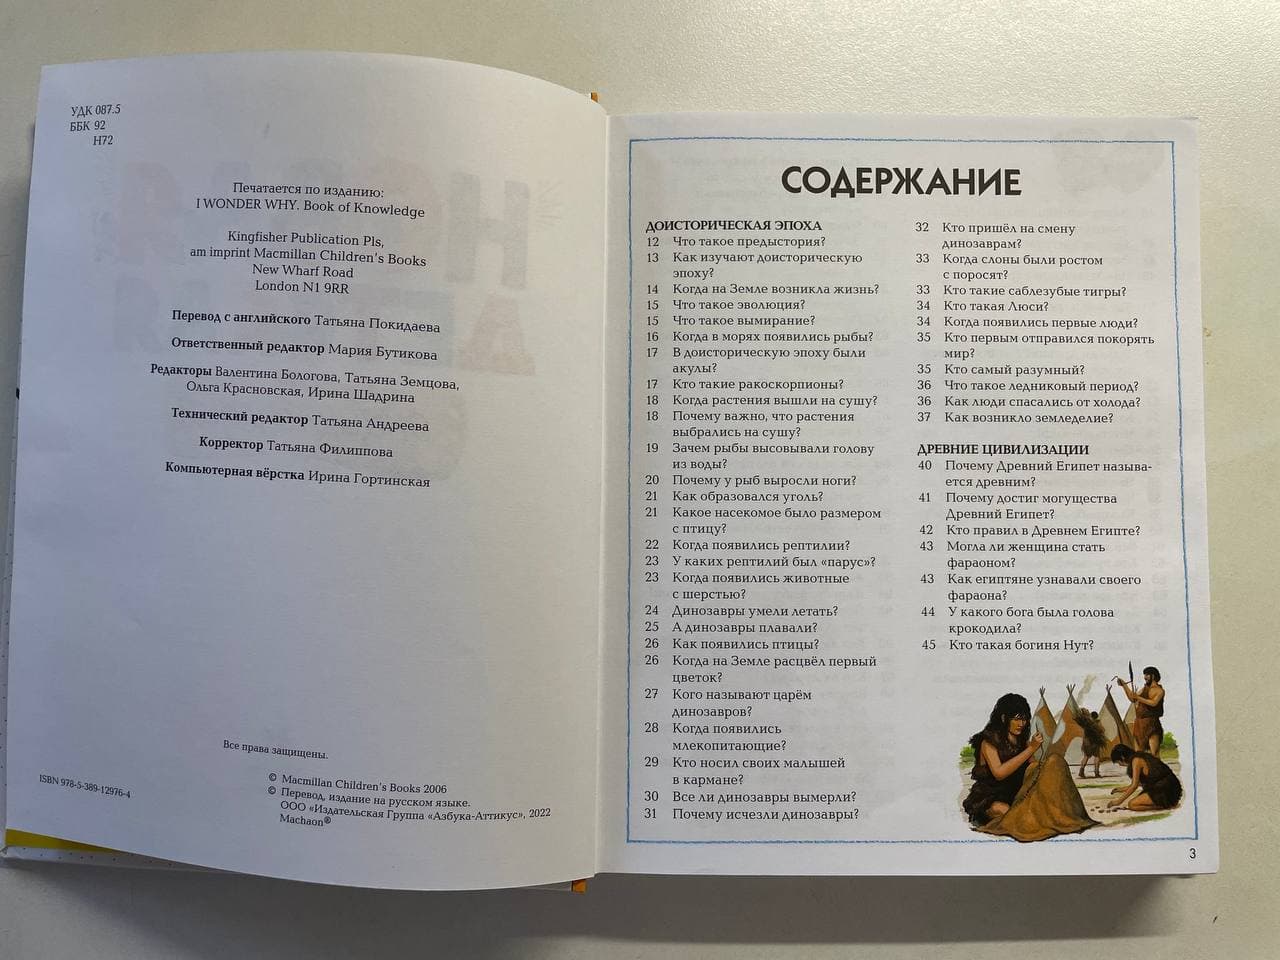 УДК 087.5
ББК 92
Н72
Печатается по изданию:
I WONDER WHY. Book of Knowledge
Kingfisher Publication Pls,
am imprint Macmillan Children's Books
New Wharf Road
London N1 9RR
Перевод с английского Татьяна Покидаева
Ответственный редактор Мария Бутикова
Редакторы Валентина Бологова, Татьяна Земцова,
Ольга Красновская, Ирина Шадрина
Технический редактор Татьяна Андреева
Корректор Татьяна Филиппова
Компьютерная вёрстка Ирина Гортинская
Все права защищены.
ISBN 978-5-389-12976-4
© Macmillan Children's Books 2006
© Перевод, издание на русском языке.
ООО «Издательская Группа «Азбука-Аттикус», 2022
Machaon®
СОДЕРЖАНИЕ
ДОИСТОРИЧЕСКАЯ ЭПОХА
12 Что такое предыстория?
13 Как изучают доисторическую
эпоху?
14 Когда на Земле возникла жизнь?
15 Что такое эволюция?
15 Что такое вымирание?
16 Когда в морях появились рыбы?
17 В доисторическую эпоху были
акулы?
17 Кто такие ракоскорпионы?
18 Когда растения вышли на сушу?
18 Почему важно, что растения
выбрались на сушу?
19 Зачем рыбы высовывали голову
из воды?
20 Почему у рыб выросли ноги?
21 Как образовался уголь?
21 Какое насекомое было размером
с птицу?
22 Когда появились рептилии?
23 У каких рептилий был «парус»?
23 Когда появились животные
с шерстью?
24 Динозавры умели летать?
25 А динозавры плавали?
26 Как появились птицы?
26 Когда на Земле расцвёл первый
цветок?
27 Кого называют царём
динозавров?
28 Когда появились
млекопитающие?
29 Кто носил своих малышей
в кармане?
30 Все ли динозавры вымерли?
31 Почему исчезли динозавры?
32 Кто пришёл на смену
динозаврам?
33 Когда слоны были ростом
с поросят?
33 Кто такие саблезубые тигры?
34 Кто такая Люси?
34 Когда появились первые люди?
35 Кто первым отправился покорять
мир?
35 Кто самый разумный?
36 Что такое ледниковый период?
36 Как люди спасались от холода?
37 Как возникло земледелие?
ДРЕВНИЕ ЦИВИЛИЗАЦИИ
40 Почему Древний Египет называ-
ется древним?
41 Почему достиг могущества
Древний Египет?
42 Кто правил в Древнем Египте?
43 Могла ли женщина стать
фараоном?
43 Как египтяне узнавали своего
фараона?
44 У какого бога была голова
крокодила?
45 Кто такая богиня Нут?
3